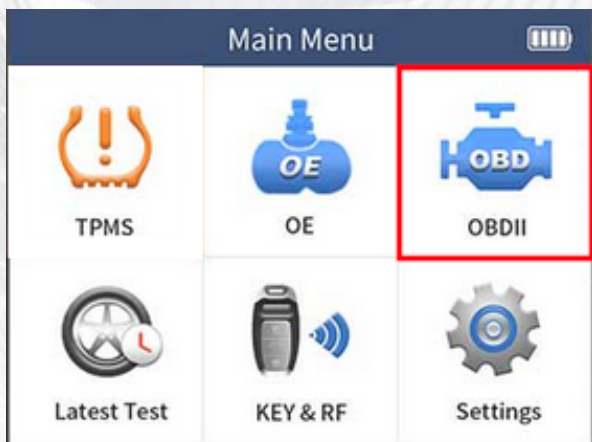 Main Menu
TPMS
OE
OE
OBD
OBDII
Latest Test
KEY & RF
Settings